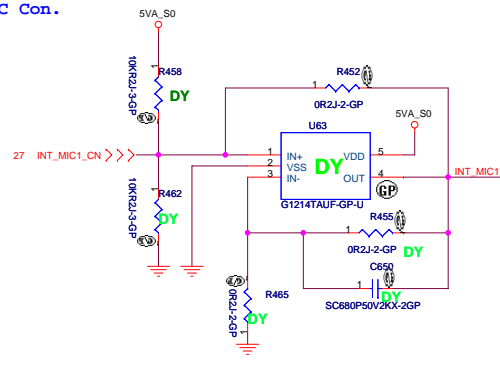 C Con.
5VA_S0
10KR2J-3-GP
R458
DY
R452
0R2J-2-GP
5VA_S0
U63
27 INT_MIC1_CN
1 IN+ VDD 5
2 VSS
3 IN- OUT 4
DY
GP
INT_MIC1
G1214TAUF-GP-U
10KR2J-3-GP
R462
DY
1 R455
0R2J-2-GP
DY
C650
1
DY
SC680P50V2KX-2GP
0R2J-2-GP
R465
DY